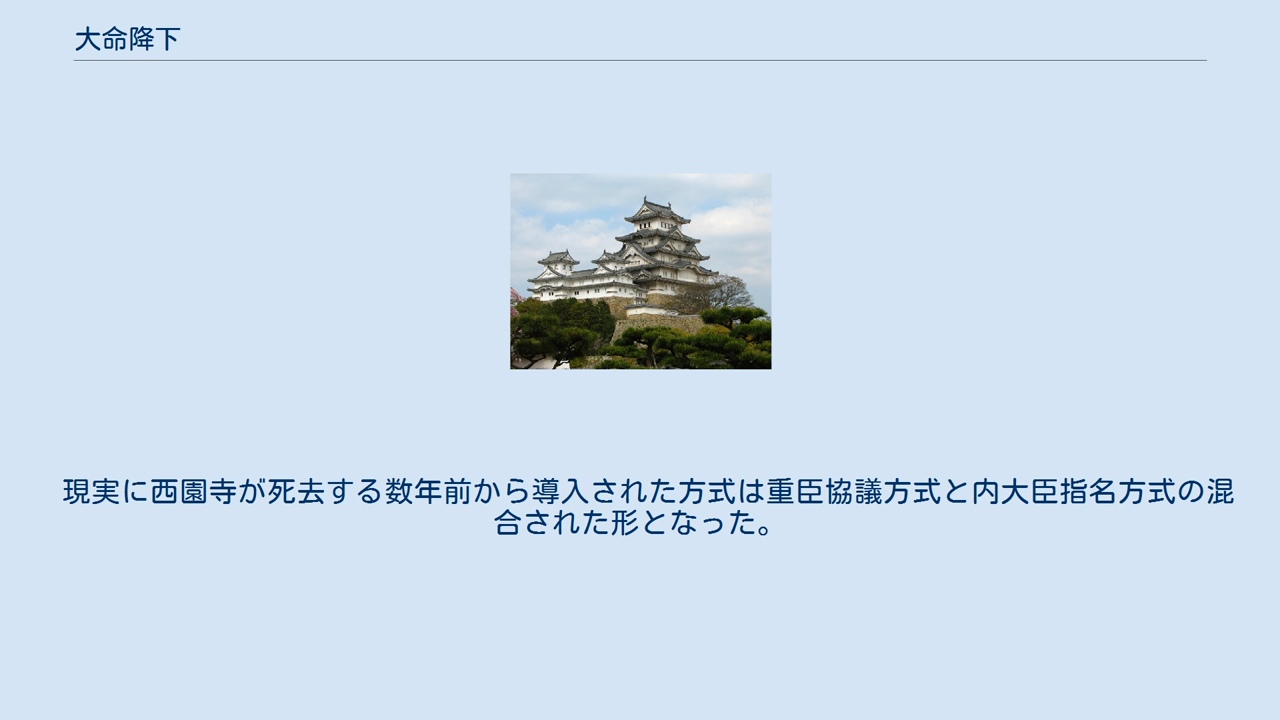 大命降下
現実に西園寺が死去する数年前から導入された方式は重臣協議方式と内大臣指名方式の混
合された形となった。